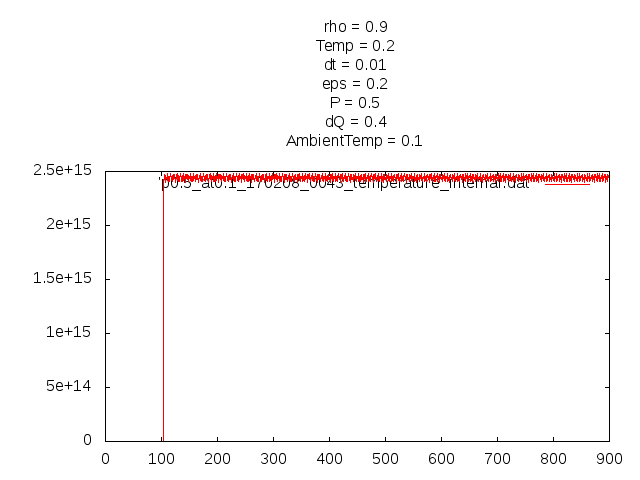 rho = 0.9
Temp = 0.2
dt = 0.01
eps = 0.2
P = 0.5
dQ = 0.4
AmbientTemp = 0.1
2.5e+15
p0.5_at0.1_170208_0043_temperature_internal.dat
2e+15
1.5e+15
1e+15
5e+14
0
0 100 200 300 400 500 600 700 800 900